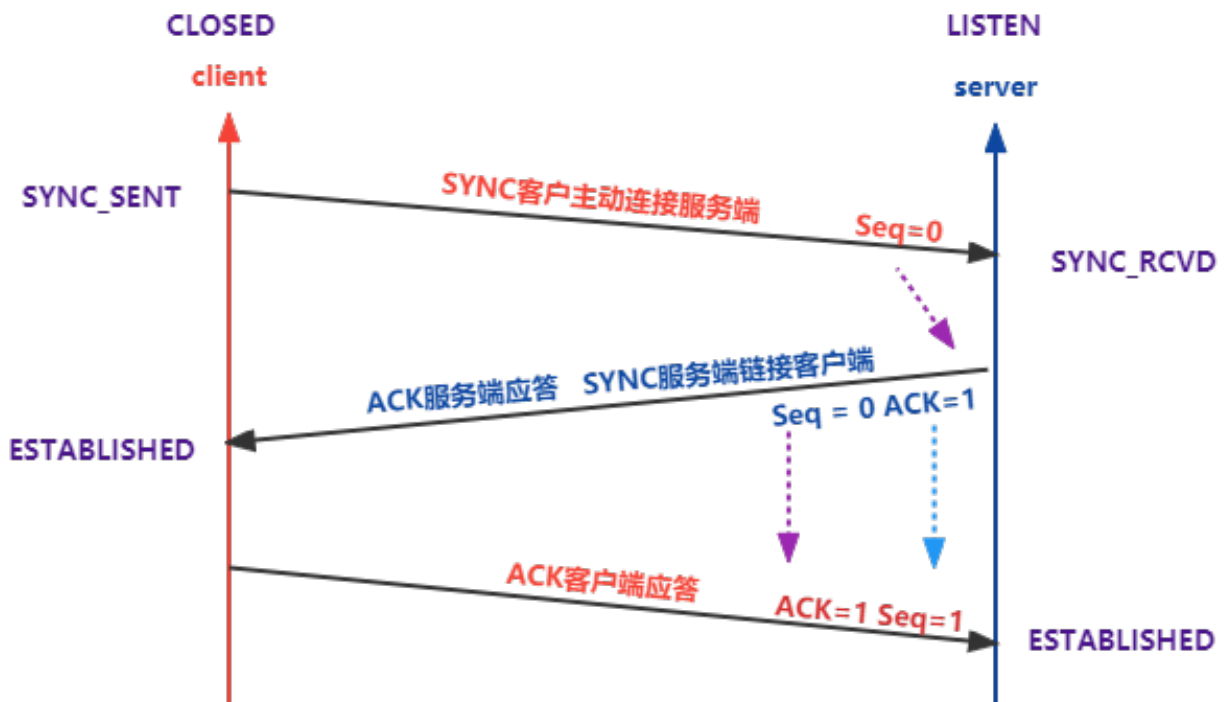 CLOSED
LISTEN
client
server
SYNC_SENT
SYNC客户主动连接服务端
Seq=0
SYNC_RCVD
ACK服务端应答 SYNC服务端链接客户端
Seq = 0 ACK=1
ESTABLISHED
ACK客户端应答
ACK=1 Seq=1
ESTABLISHED